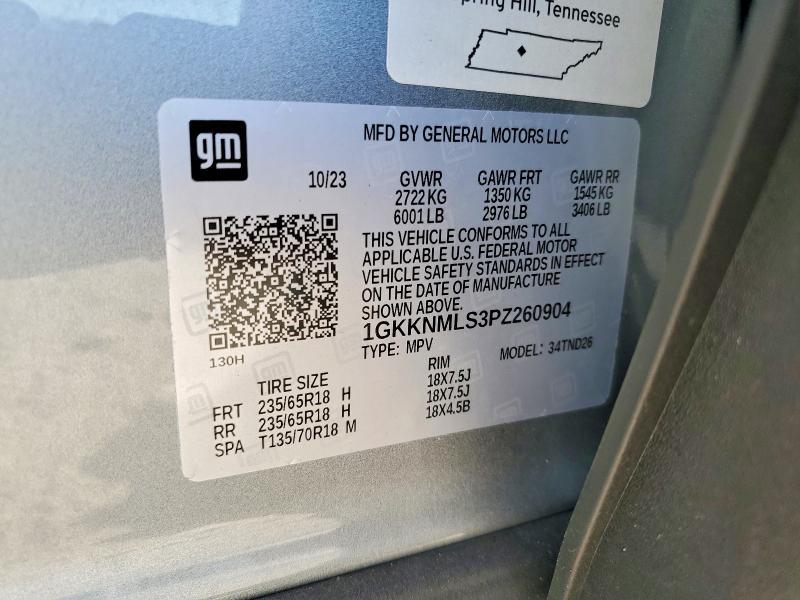 Hill, Tennessee
gm
MFD BY GENERAL MOTORS LLC
10/23 GVWR GAWR FRT GAWR RR
2722 KG 1350 KG 1545 KG
6001 LB 2976 LB 3406 LB
THIS VEHICLE CONFORMS TO ALL
APPLICABLE U.S. FEDERAL MOTOR
VEHICLE SAFETY STANDARDS IN EFFECT
ON THE DATE OF MANUFACTURE
SHOWN ABOVE.
1GKKNMLS3PZ260904
TYPE: MPV MODEL: 34TND26
130H
TIRE SIZE RIM
FRT 235/65R18 H 18X7.5J
RR 235/65R18 H 18X7.5J
SPA T135/70R18 M 18X4.5B